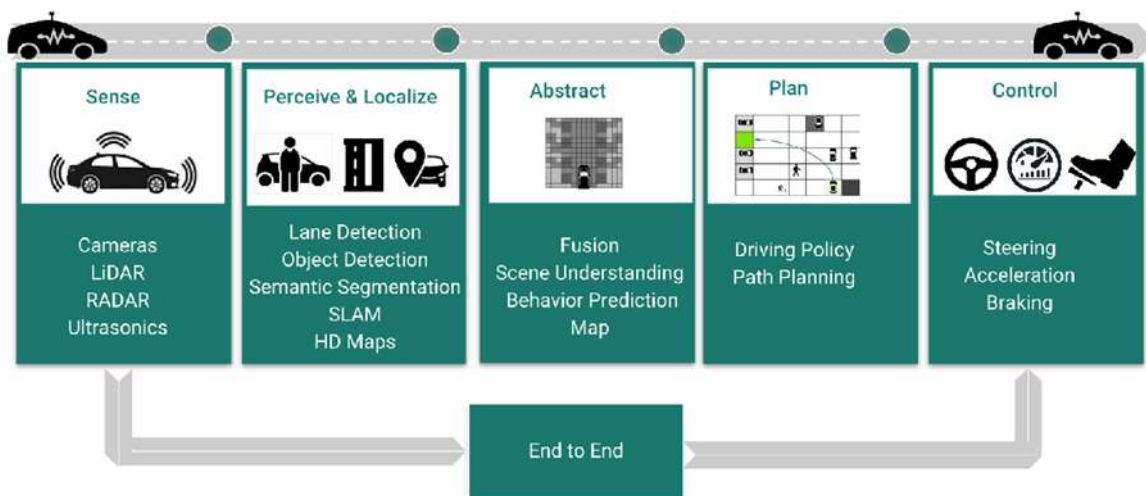 Sense
Cameras
LiDAR
RADAR
Ultrasonics
Perceive & Localize
Lane Detection
Object Detection
Semantic Segmentation
SLAM
HD Maps
Abstract
Fusion
Scene Understanding
Behavior Prediction
Map
Plan
Driving Policy
Path Planning
Control
Steering
Acceleration
Braking
End to End